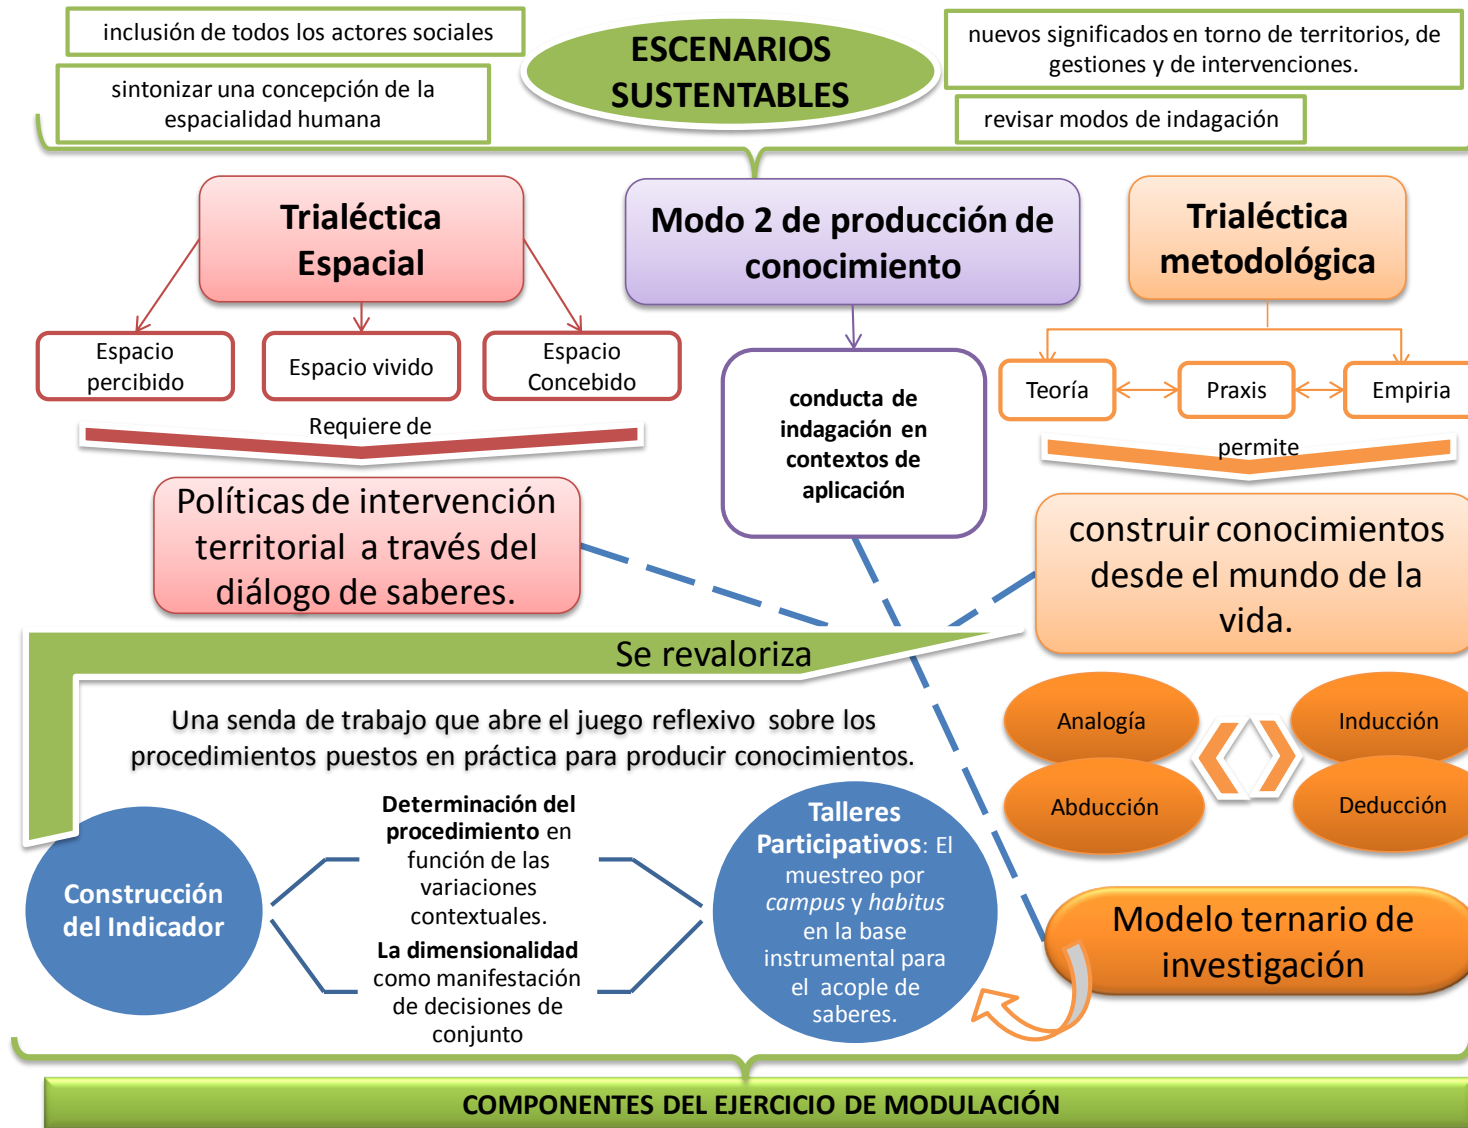 inclusión de todos los actores sociales
sintonizar una concepción de la
espacialidad humana
ESCENARIOS
SUSTENTABLES
nuevos significados en torno de territorios, de
gestiones y de intervenciones.
revisar modos de indagación
Trialéctica
Espacial
Modo 2 de producción de
conocimiento
Trialéctica
metodológica
Espacio
percibido
Espacio vivido
Espacio
Concebido
Requiere de
conducta de
indagación en
contextos de
aplicación
Teoría
Praxis
Empiria
permite
Políticas de intervención
territorial a través del
diálogo de saberes.
construir conocimientos
desde el mundo de la
vida.
Se revaloriza
Una senda de trabajo que abre el juego reflexivo sobre los
procedimientos puestos en práctica para producir conocimientos.
Analogía
Inducción
Abducción
Deducción
Construcción
del Indicador
Determinación del
procedimiento en
función de las
variaciones
contextuales.
La dimensionalidad
como manifestación
de decisiones de
conjunto
Talleres
Participativos: El
muestreo por
campus y habitus
en la base
instrumental para
el acople de
saberes.
Modelo ternario de
investigación
COMPONENTES DEL EJERCICIO DE MODULACIÓN